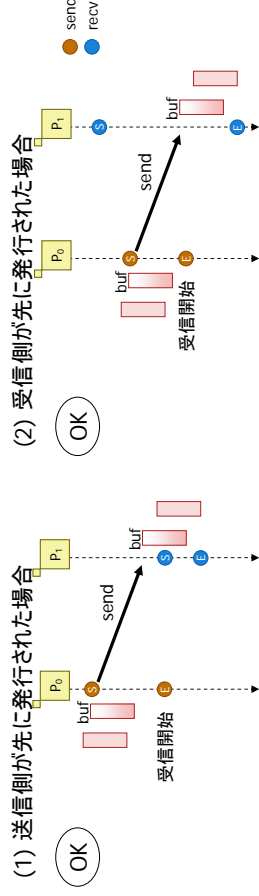 (1) 送信側が先に発行された場合
OK
P0
P1
S
buf
send
buf
S
E
E
受信開始
(2) 受信側が先に発行された場合
OK
P0
P1
send
recv
S
S
buf
send
buf
E
E
受信開始